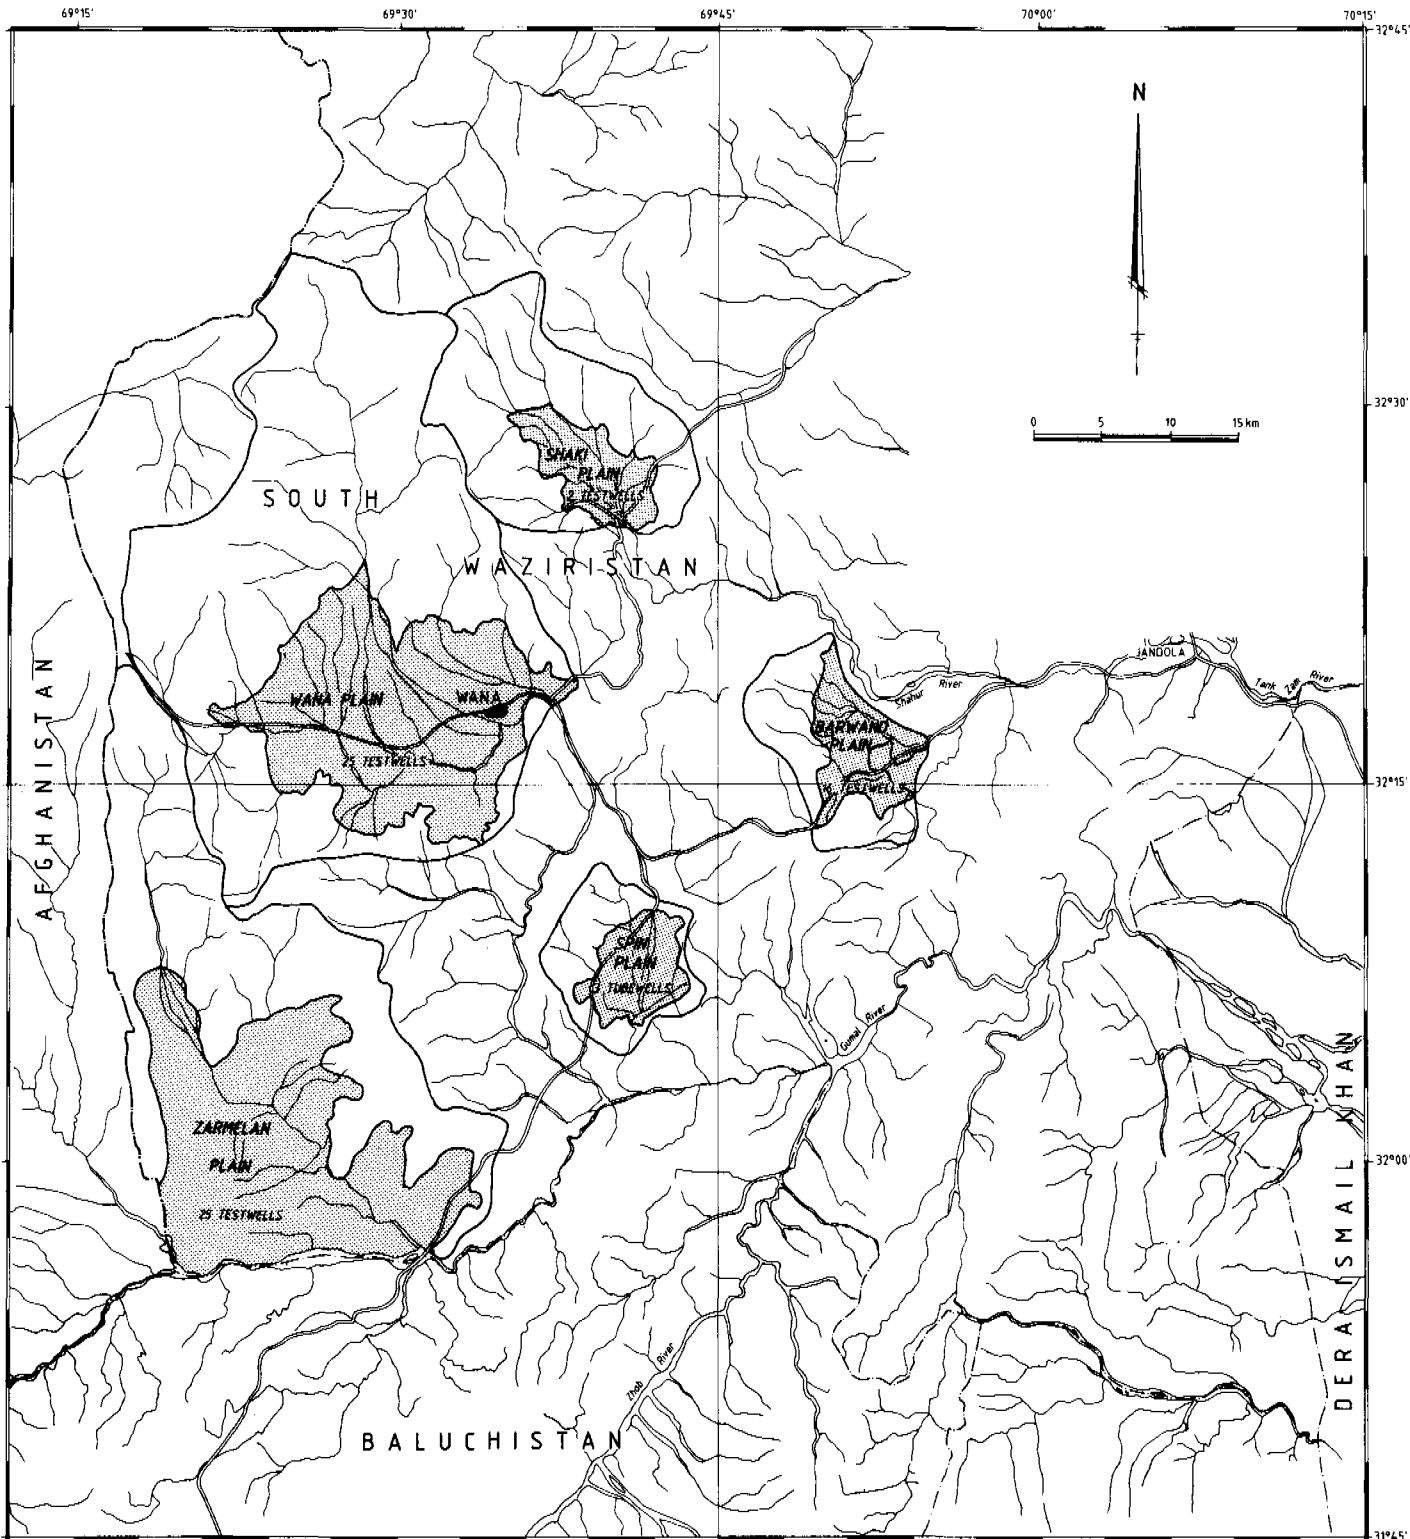 69°15' 69°30' 69°45' 70°00' 70°15'
32°45'
N
32°30'
0 5 10 15 km
SHAKI
PLAIN
2 TESTWELLS
SOUTH
WAZIRISTAN
JANDOLA
Shahur River
Tank Zam River
AFGHANISTAN
WANA PLAIN
WANA
25 TESTWELLS
BARWAND
PLAIN
TESTWELLS
32°15'
SPIN
PLAIN
3 TUBEWELLS
Gumal River
ZARMELAN
PLAIN
25 TESTWELLS
32°00'
DERA ISMAIL KHAN
Zhob River
BALUCHISTAN
31°45'